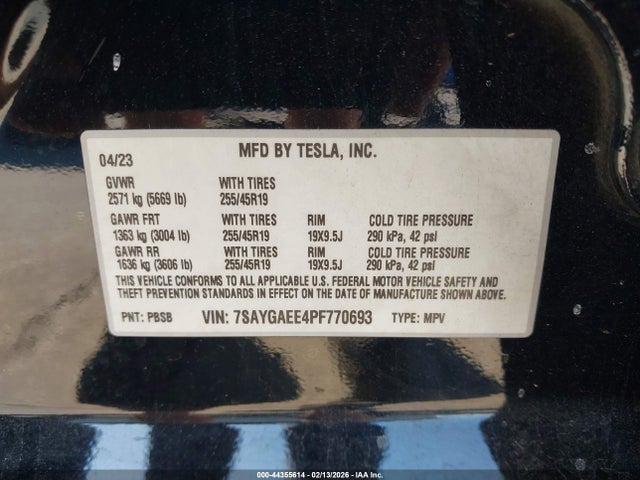 04/23 MFD BY TESLA, INC.
GVWR WITH TIRES
2571 kg (5669 lb) 255/45R19
GAWR FRT WITH TIRES RIM COLD TIRE PRESSURE
1363 kg (3004 lb) 255/45R19 19X9.5J 290 kPa, 42 psi
GAWR RR WITH TIRES RIM COLD TIRE PRESSURE
1636 kg (3606 lb) 255/45R19 19X9.5J 290 kPa, 42 psi
THIS VEHICLE CONFORMS TO ALL APPLICABLE U.S. FEDERAL MOTOR VEHICLE SAFETY AND
THEFT PREVENTION STANDARDS IN EFFECT ON THE DATE OF MANUFACTURE SHOWN ABOVE.
PNT: PBSB VIN: 7SAYGAEE4PF770693 TYPE: MPV
000-44355614 - 02/13/2026 - IAA Inc.